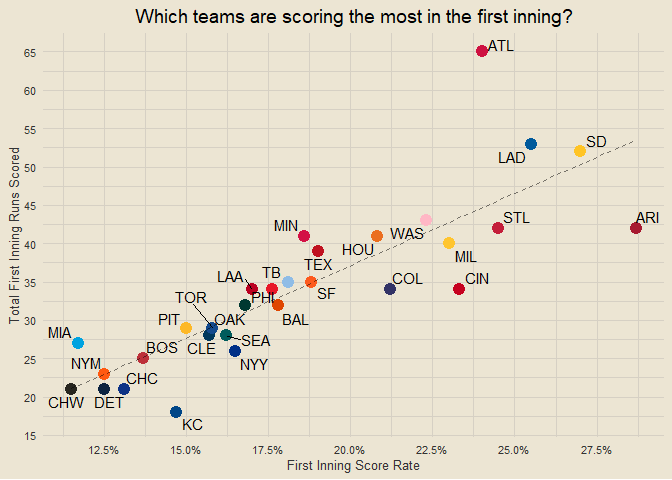 Which teams are scoring the most in the first inning?
Total First Inning Runs Scored
65
60
55
50
45
40
35
30
25
20
15
ATL
SD
LAD
STL
ARI
MIN
WAS
HOU
MIL
TEX
LAA
TB
COL
CIN
SF
TOR
PHI
PIT
OAK
BAL
MIA
SEA
BOS
CLE
NYM
NYY
CHC
CHW
DET
KC
12.5%
15.0%
17.5%
20.0%
22.5%
25.0%
27.5%
First Inning Score Rate